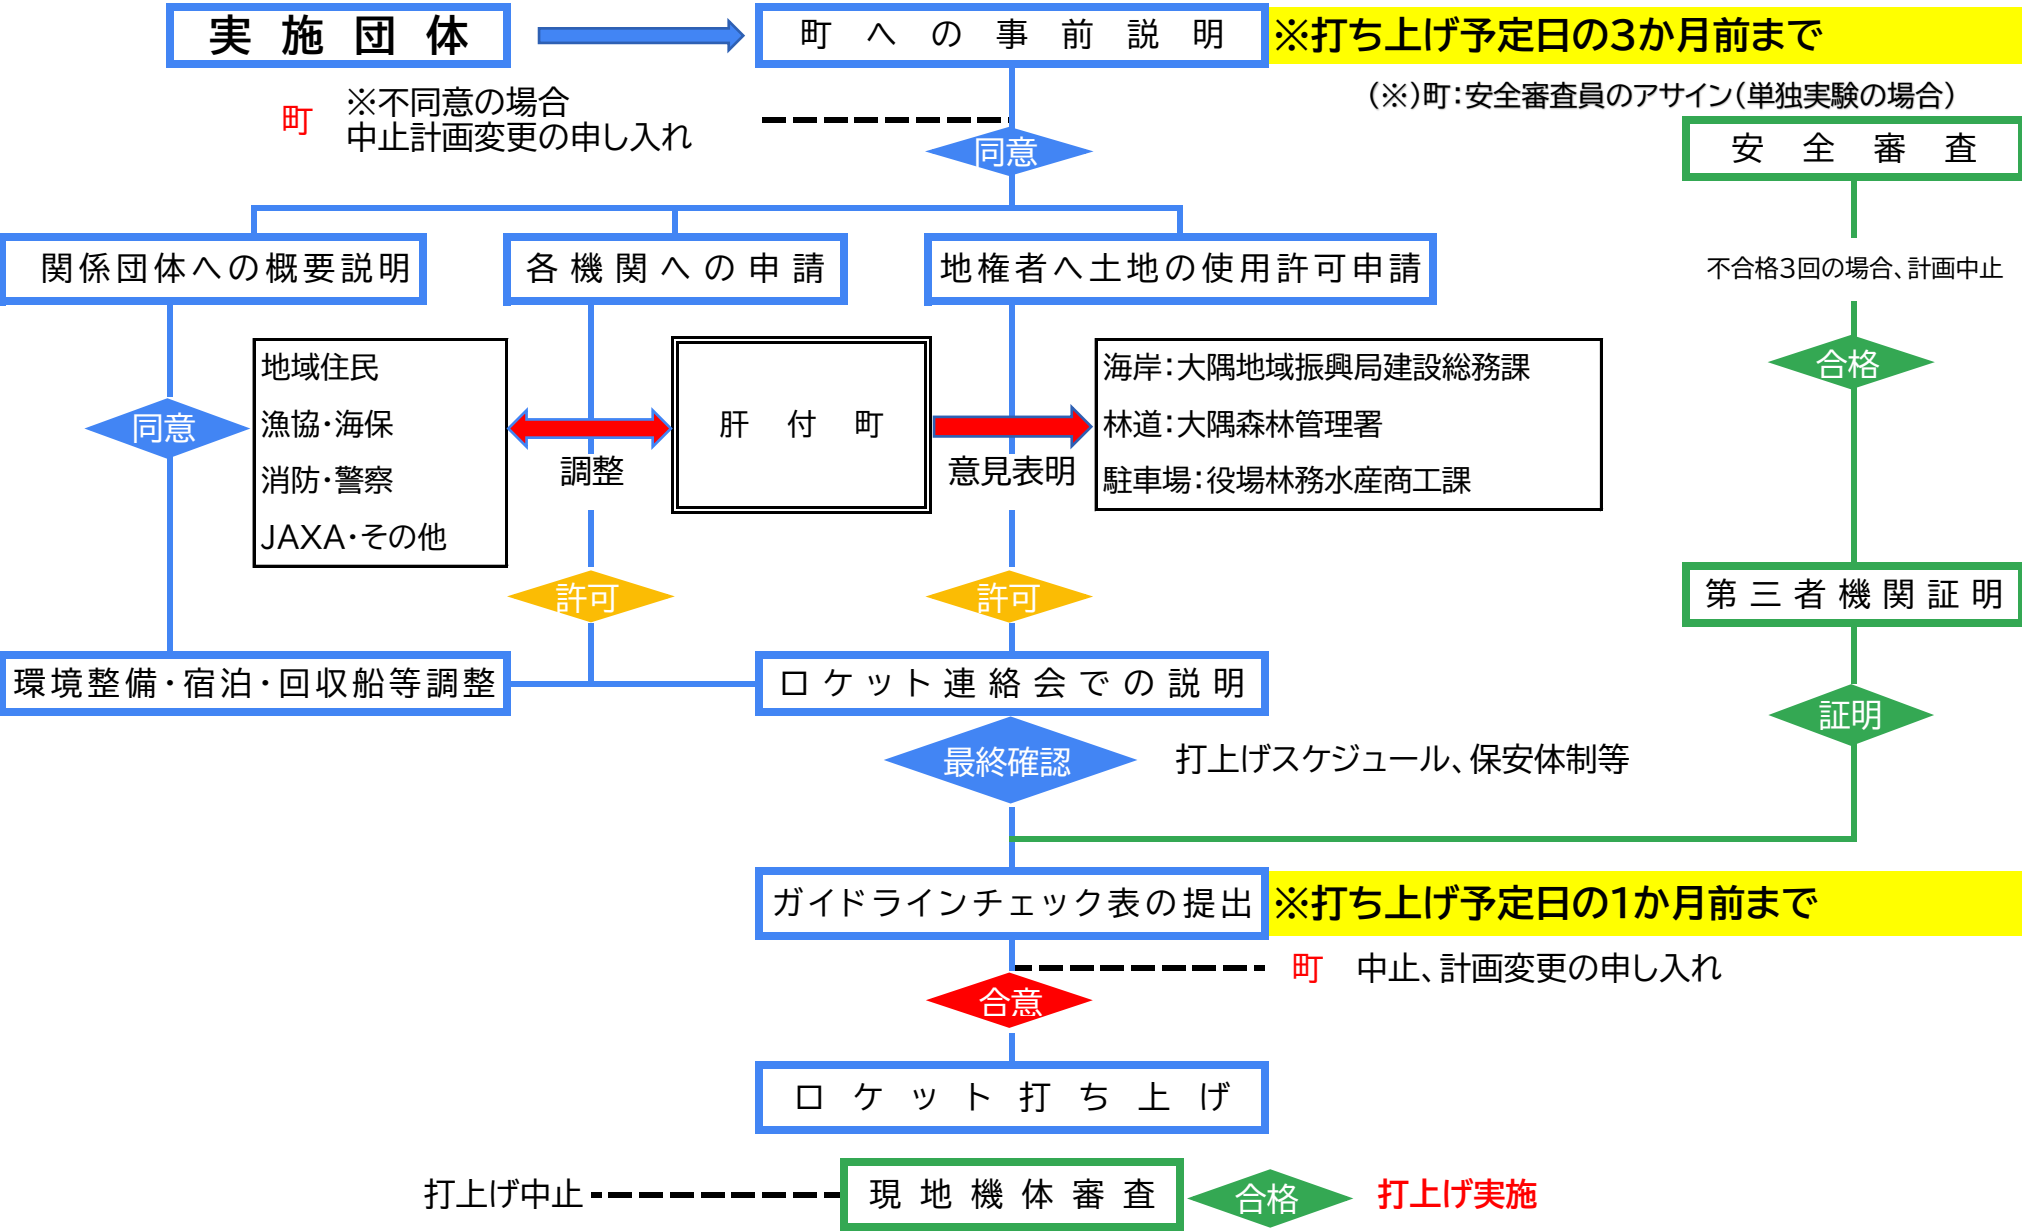 実施団体
町への事前説明
※打ち上げ予定日の3か月前まで
(※)町：安全審査員のアサイン(単独実験の場合)
町
※不同意の場合
中止計画変更の申し入れ
同意
安全審査
関係団体への概要説明
各機関への申請
地権者へ土地の使用許可申請
不合格3回の場合、計画中止
合格
地域住民
漁協・海保
消防・警察
JAXA・その他
同意
調整
肝付町
意見表明
海岸：大隅地域振興局建設総務課
林道：大隅森林管理署
駐車場：役場林務水産商工課
許可
許可
第三者機関証明
環境整備・宿泊・回収船等調整
ロケット連絡会での説明
証明
最終確認
打上げスケジュール、保安体制等
ガイドラインチェック表の提出
※打ち上げ予定日の1か月前まで
町
中止、計画変更の申し入れ
合意
ロケット打ち上げ
打上げ中止
現地機体審査
合格
打上げ実施